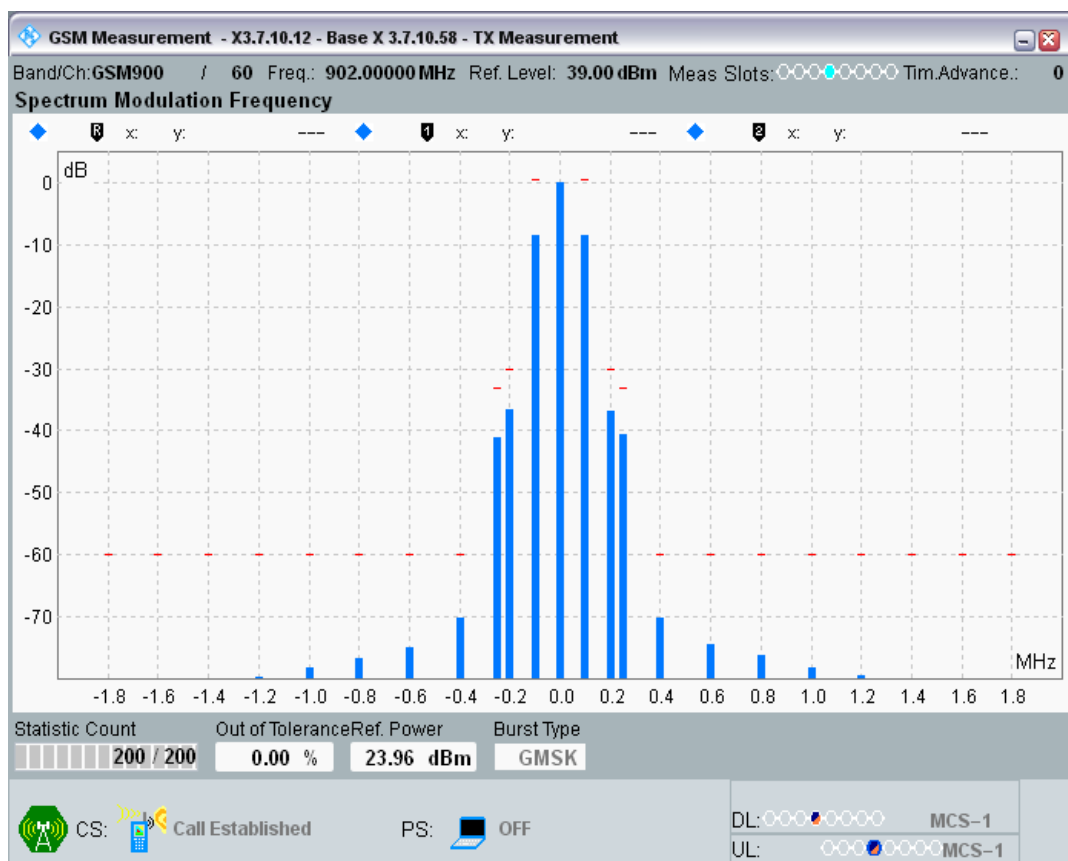 GSM Measurement - X3.7.10.12 - Base X 3.7.10.58 - TX Measurement
Band/Ch:GSM900 / 60 Freq.: 902.00000 MHz Ref. Level: 39.00 dBm Meas Slots: Tim.Advance.: 0
Spectrum Modulation Frequency
R x: y: --- 1 x: y: --- 2 x: y: ---
dB
0
-10
-20
-30
-40
-50
-60
-70
MHz
-1.8 -1.6 -1.4 -1.2 -1.0 -0.8 -0.6 -0.4 -0.2 0.0 0.2 0.4 0.6 0.8 1.0 1.2 1.4 1.6 1.8
Statistic Count Out of Tolerance Ref. Power Burst Type
200 / 200 0.00 % 23.96 dBm GMSK
CS: Call Established PS: OFF
DL: MCS-1
UL: MCS-1